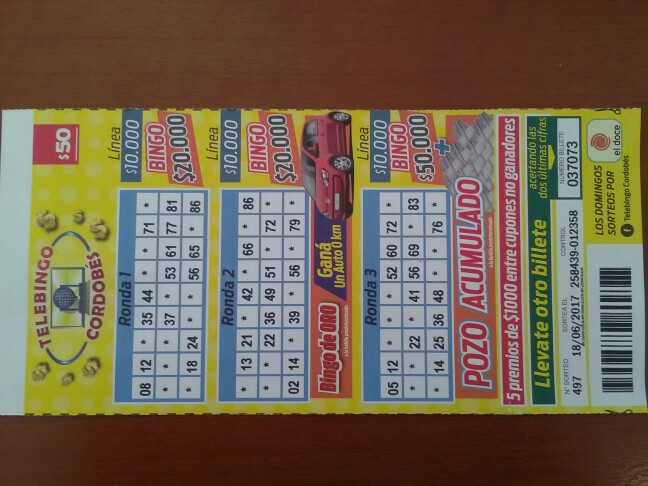 $50
TELEBINGO
CORDOBES
Ronda 1
Línea
$10.000
BINGO
$20.000
08 12 * 35 44 * * 71 *
* * * 37 * 53 61 77 81
* 18 24 * * 56 65 * 86
Ronda 2
Línea
$10.000
BINGO
$20.000
* 13 21 * 42 * 66 * 86
* * 22 36 49 51 * 72 *
02 14 * 39 * 56 * 79 *
Bingo de ORO
Ganá
Un Auto 0 km
Ronda 3
Línea
$10.000
BINGO
$50.000
+
05 12 * * * 52 60 72 *
* * 22 * 41 56 69 * 83
* 14 25 36 48 * * 76 *
POZO ACUMULADO
5 premios de $1000 entre cupones no ganadores
Llevate otro billete
acertando las
dos últimas cifras
N° SORTEO
497
SORTEA EL
18/06/2017
CONTROL
258439-012358
NÚMERO BILLETE
037073
LOS DOMINGOS
SORTEOS POR
el doce
f Telebingo Cordobés